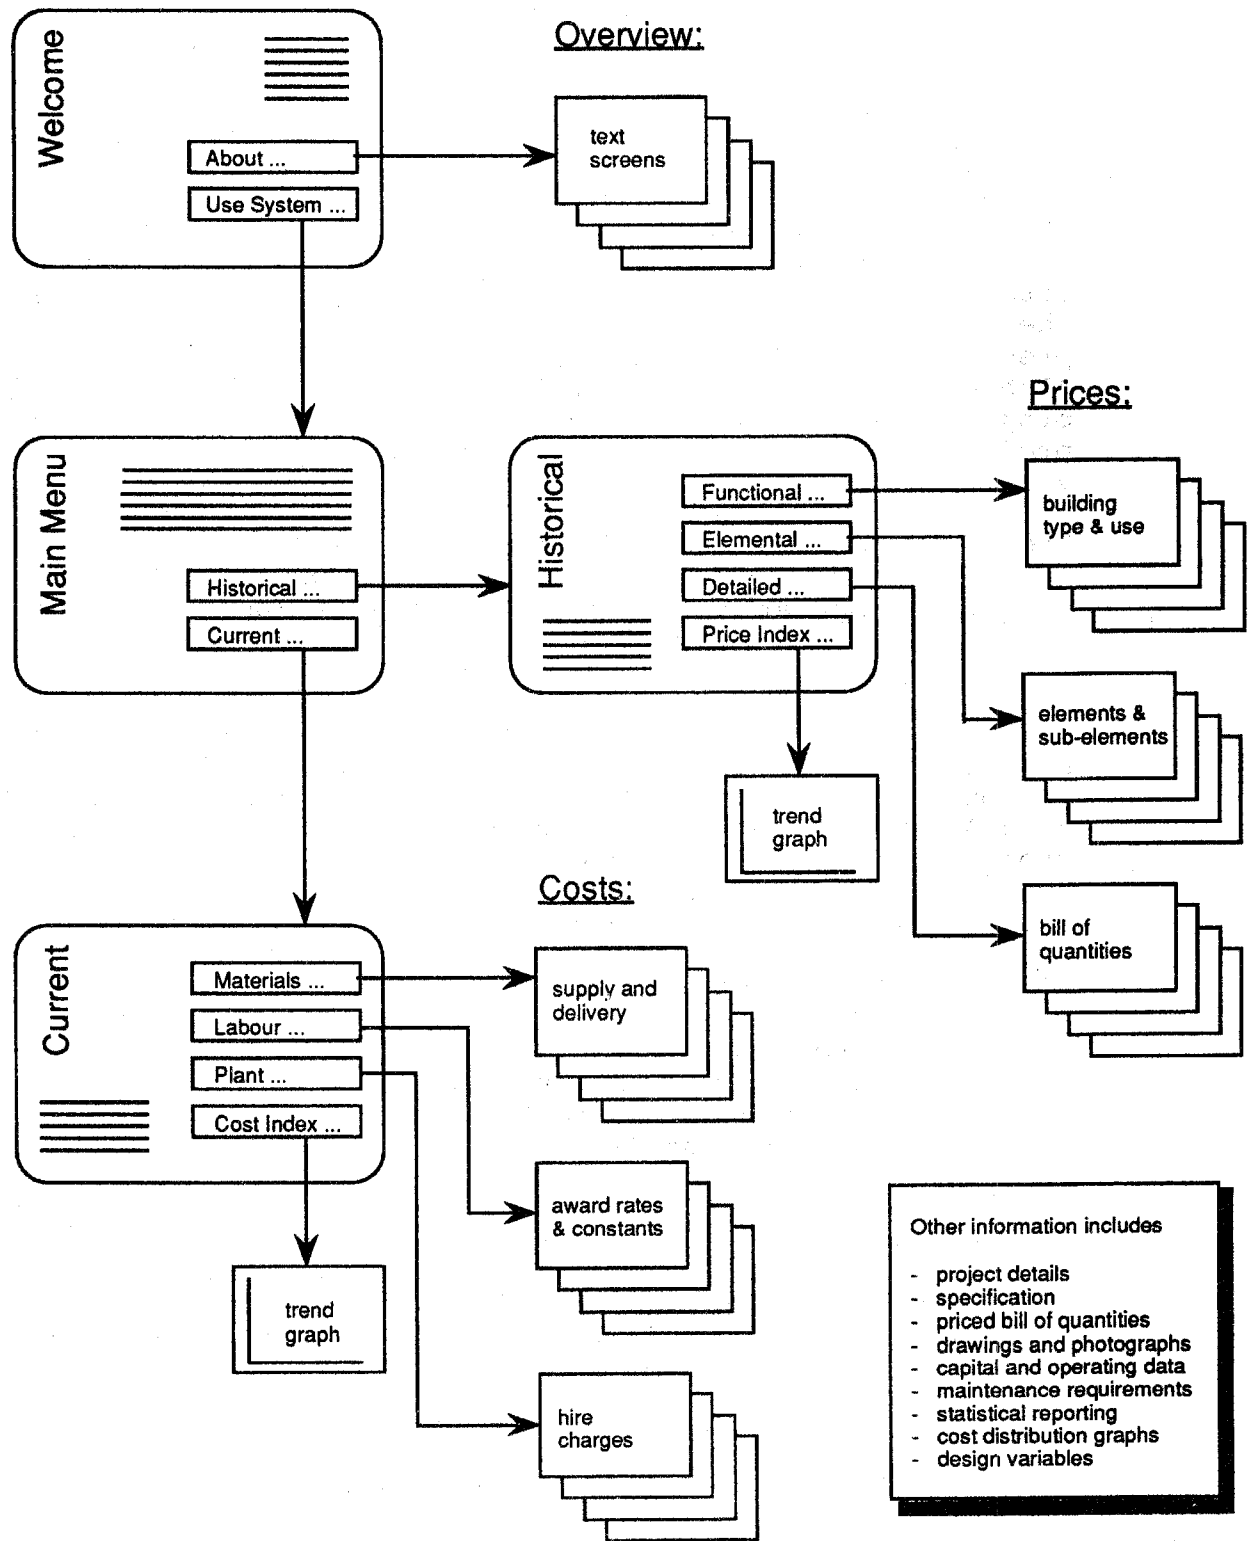 Welcome
About ...
Use System ...
Overview:
text
screens
Main Menu
Historical ...
Current ...
Historical
Functional ...
Elemental ...
Detailed ...
Price Index ...
trend
graph
Prices:
building
type & use
elements &
sub-elements
bill of
quantities
Current
Materials ...
Labour ...
Plant ...
Cost Index ...
trend
graph
Costs:
supply and
delivery
award rates
& constants
hire
charges
Other information includes
- project details
- specification
- priced bill of quantities
- drawings and photographs
- capital and operating data
- maintenance requirements
- statistical reporting
- cost distribution graphs
- design variables